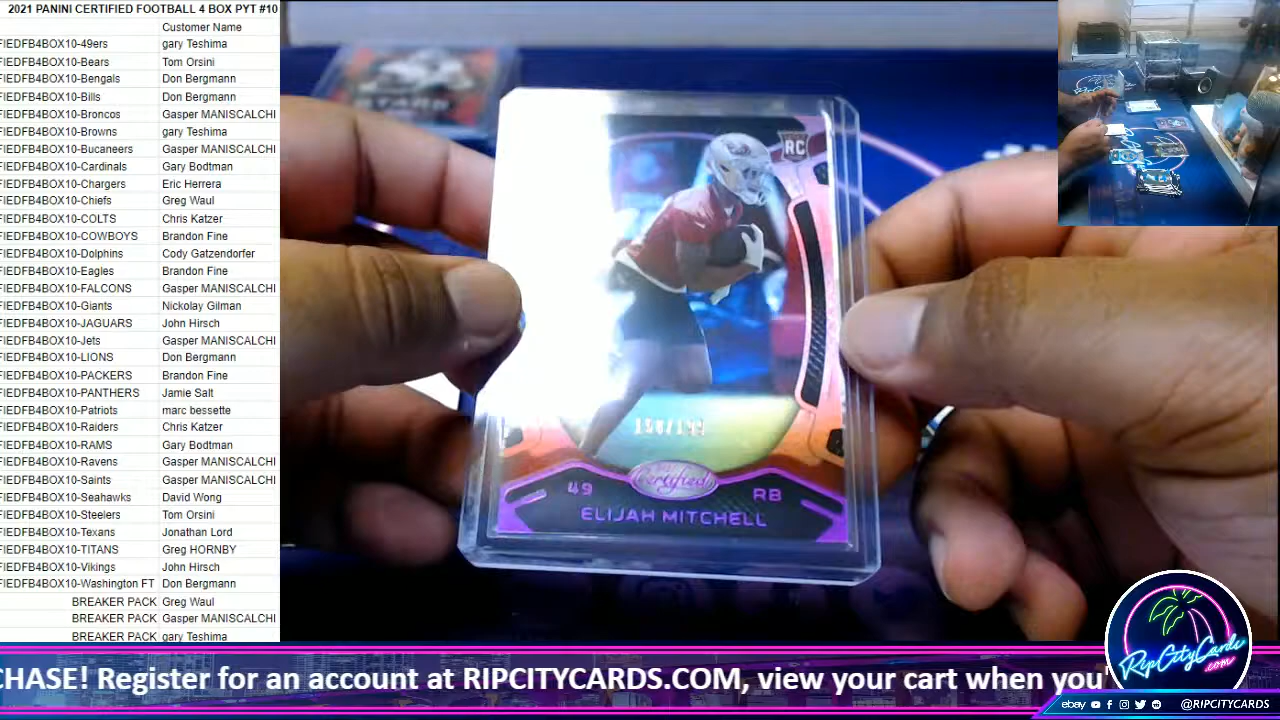 2021 PANINI CERTIFIED FOOTBALL 4 BOX PYT #10
Customer Name
FIEDFB4BOX10-49ers gary Teshima
FIEDFB4BOX10-Bears Tom Orsini
FIEDFB4BOX10-Bengals Don Bergmann
FIEDFB4BOX10-Bills Don Bergmann
FIEDFB4BOX10-Broncos Gasper MANISCALCHI
FIEDFB4BOX10-Browns gary Teshima
FIEDFB4BOX10-Bucaneers Gasper MANISCALCHI
FIEDFB4BOX10-Cardinals Gary Bodtman
FIEDFB4BOX10-Chargers Eric Herrera
FIEDFB4BOX10-Chiefs Greg Waul
FIEDFB4BOX10-COLTS Chris Katzer
FIEDFB4BOX10-COWBOYS Brandon Fine
FIEDFB4BOX10-Dolphins Cody Gatzendorfer
FIEDFB4BOX10-Eagles Brandon Fine
FIEDFB4BOX10-FALCONS Gasper MANISCALCHI
FIEDFB4BOX10-Giants Nickolay Gilman
FIEDFB4BOX10-JAGUARS John Hirsch
FIEDFB4BOX10-Jets Gasper MANISCALCHI
FIEDFB4BOX10-LIONS Don Bergmann
FIEDFB4BOX10-PACKERS Brandon Fine
FIEDFB4BOX10-PANTHERS Jamie Salt
FIEDFB4BOX10-Patriots marc bessette
FIEDFB4BOX10-Raiders Chris Katzer
FIEDFB4BOX10-RAMS Gary Bodtman
FIEDFB4BOX10-Ravens Gasper MANISCALCHI
FIEDFB4BOX10-Saints Gasper MANISCALCHI
FIEDFB4BOX10-Seahawks David Wong
FIEDFB4BOX10-Steelers Tom Orsini
FIEDFB4BOX10-Texans Jonathan Lord
FIEDFB4BOX10-TITANS Greg HORNBY
FIEDFB4BOX10-Vikings John Hirsch
FIEDFB4BOX10-Washington FT Don Bergmann
BREAKER PACK Greg Waul
BREAKER PACK Gasper MANISCALCHI
BREAKER PACK gary Teshima
RC
Certified
49 RB
ELIJAH MITCHELL
CHASE! Register for an account at RIPCITYCARDS.COM, view your cart when you
RipCityCards
.com
ebay @RIPCITYCARDS